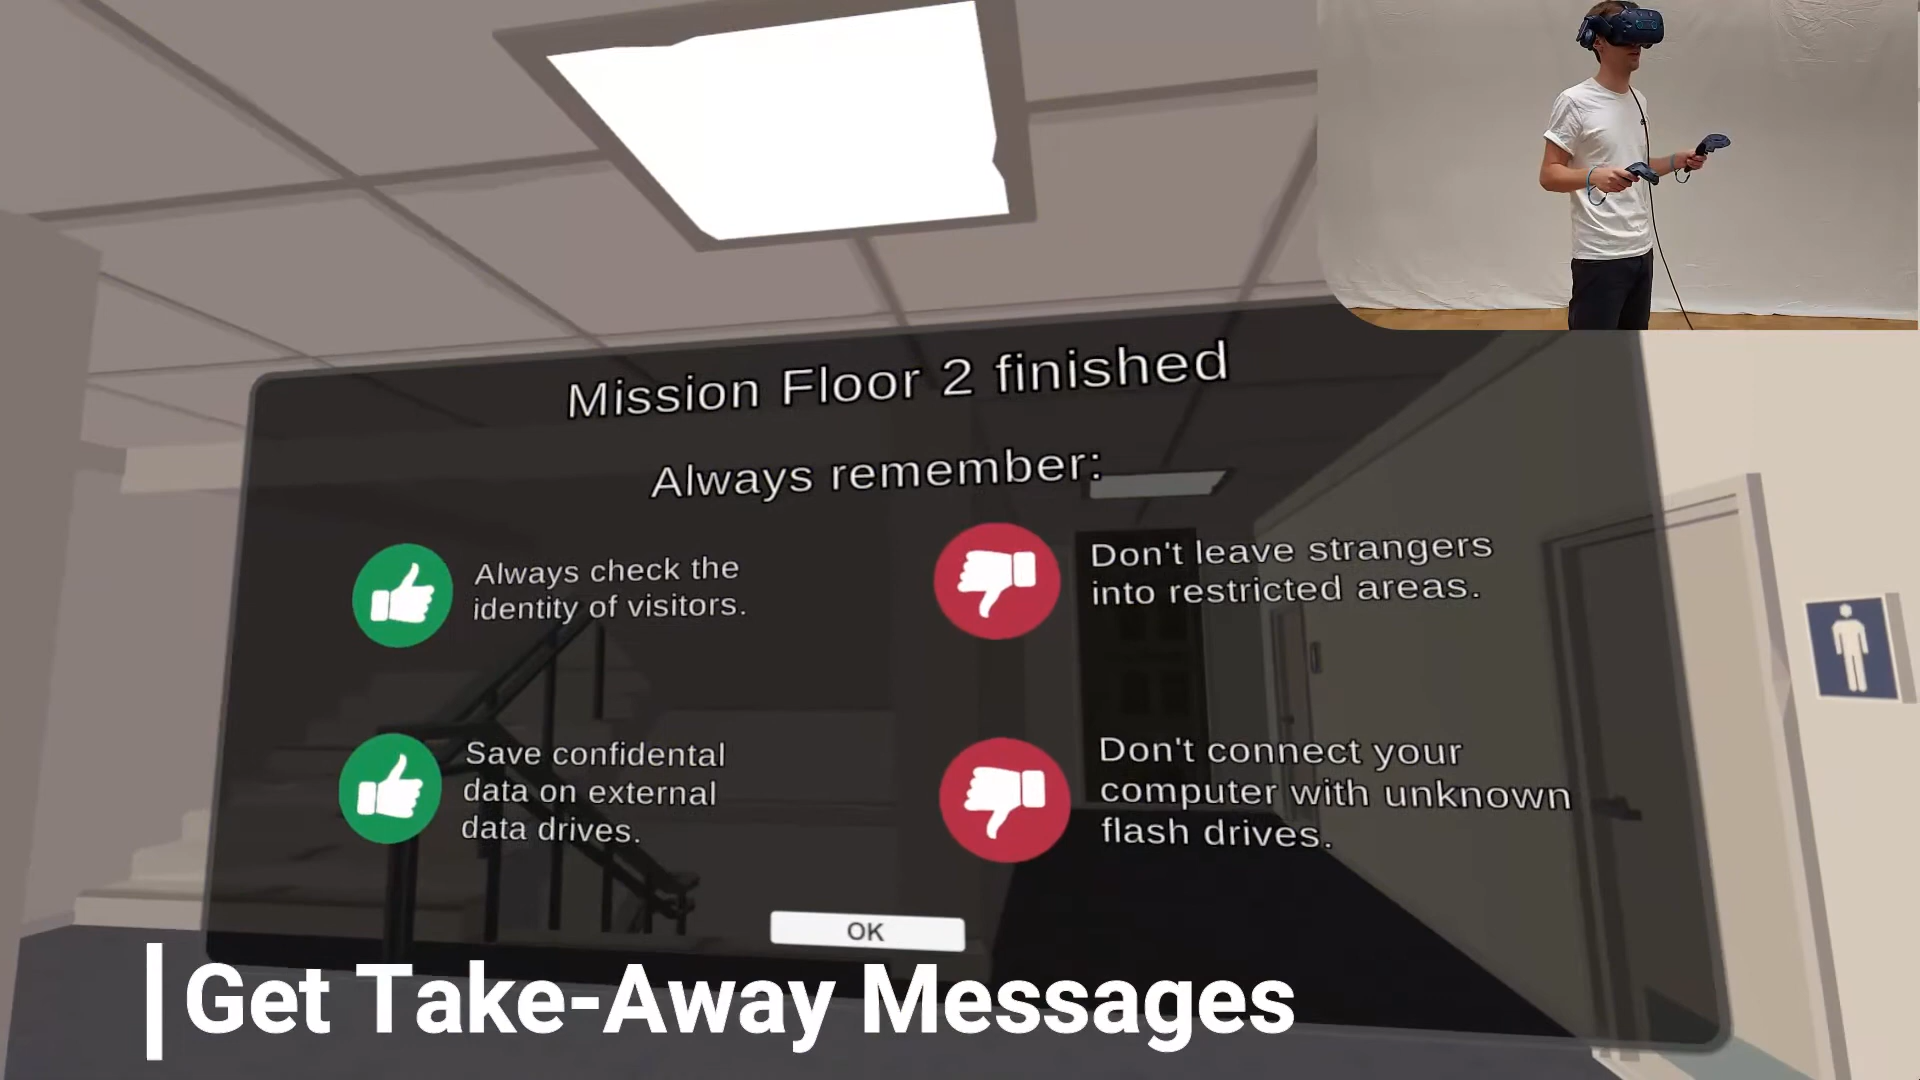 Mission Floor 2 finished
Always remember:
Always check the
identity of visitors.
Don't leave strangers
into restricted areas.
Save confidental
data on external
data drives.
Don't connect your
computer with unknown
flash drives.
OK
Get Take-Away Messages